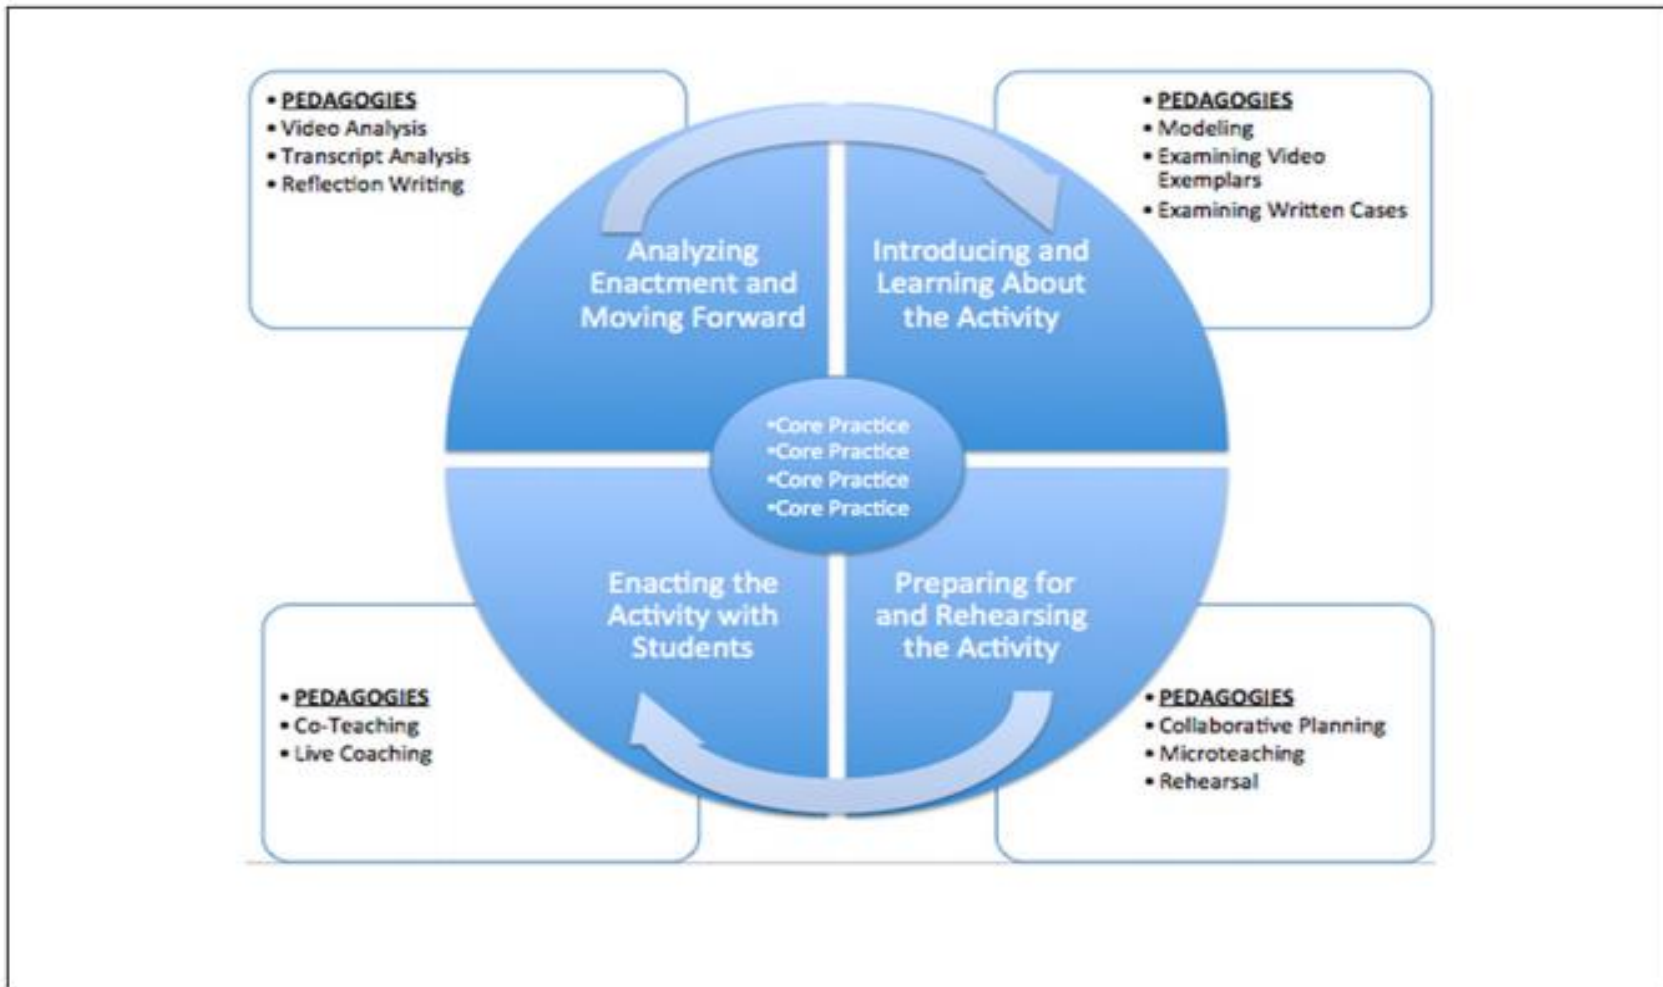 • PEDAGOGIES
• Video Analysis
• Transcript Analysis
• Reflection Writing
• PEDAGOGIES
• Modeling
• Examining Video
Exemplars
• Examining Written Cases
Analyzing
Enactment and
Moving Forward
Introducing and
Learning About
the Activity
•Core Practice
•Core Practice
•Core Practice
•Core Practice
Enacting the
Activity with
Students
Preparing for
and Rehearsing
the Activity
• PEDAGOGIES
• Co-Teaching
• Live Coaching
• PEDAGOGIES
• Collaborative Planning
• Microteaching
• Rehearsal